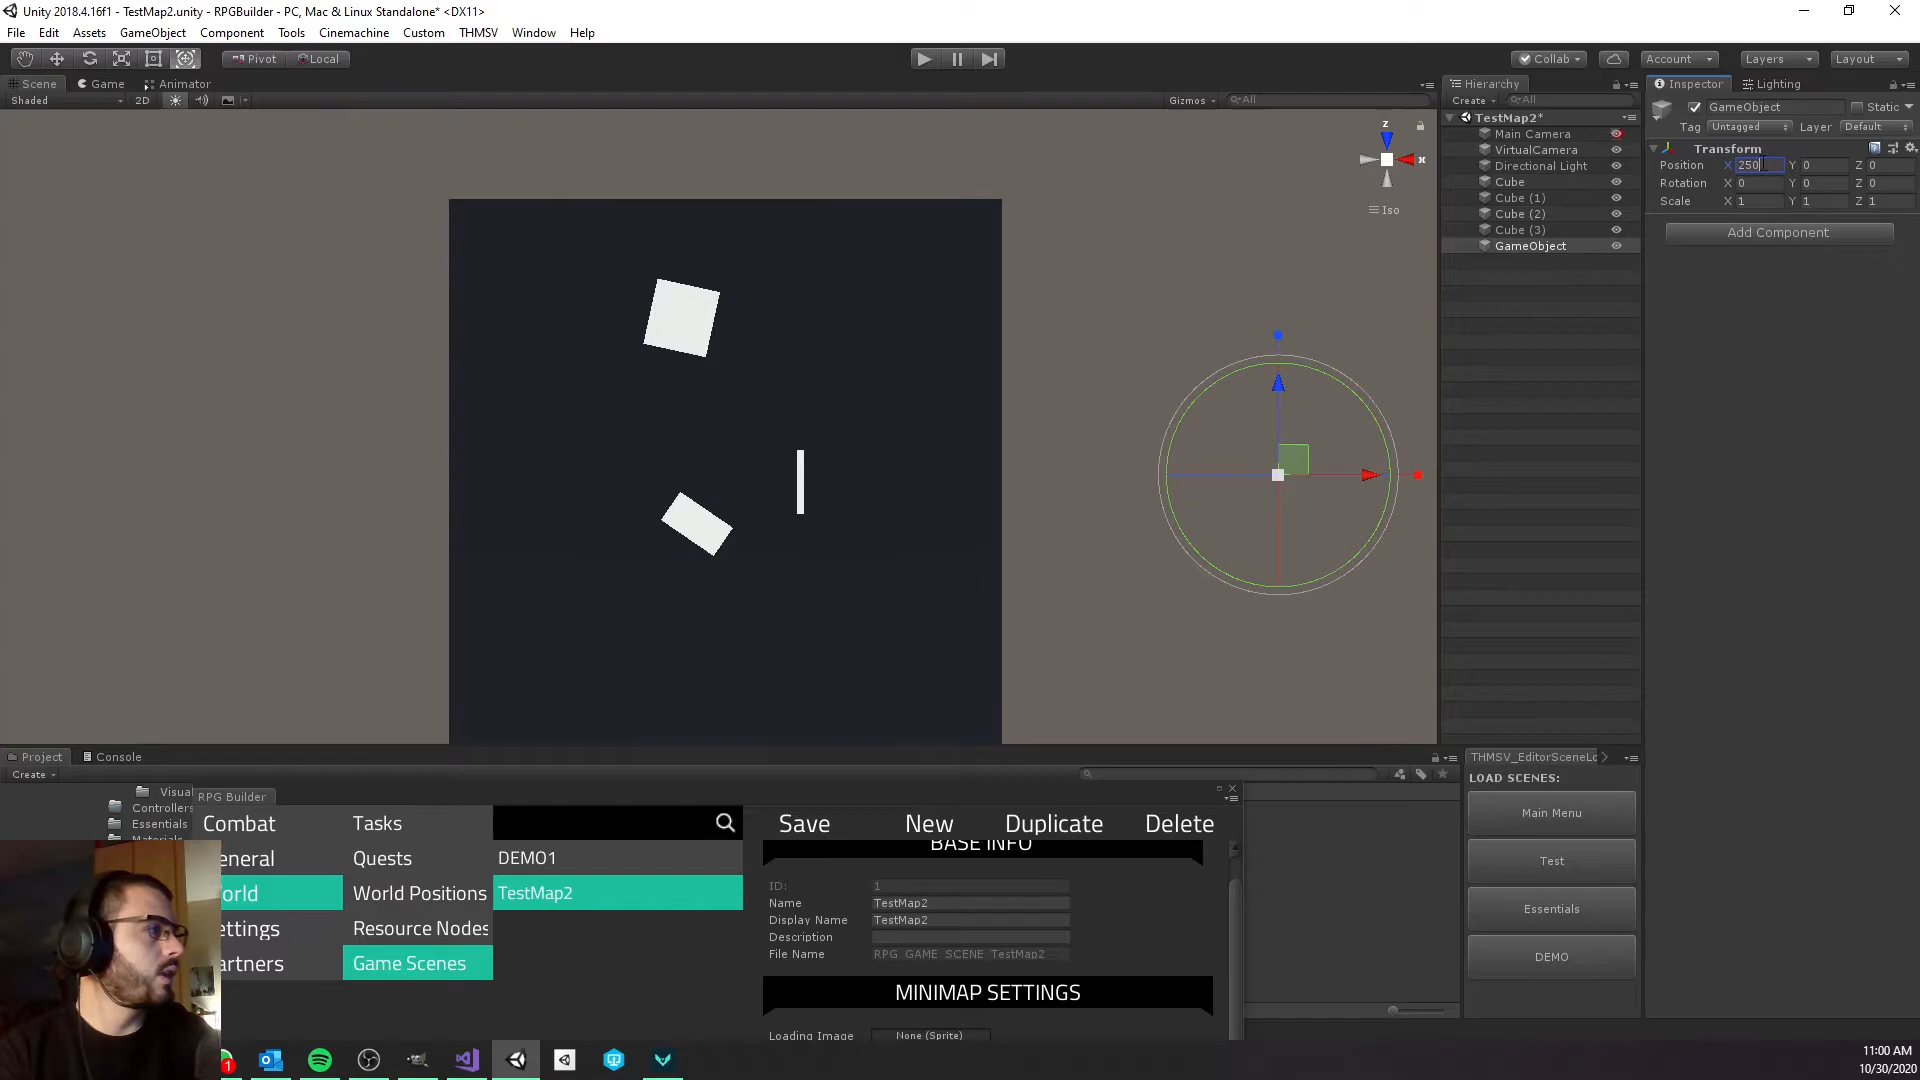 Unity 2018.4.16f1 - TestMap2.unity - RPGBuilder - PC, Mac & Linux Standalone* <DX11>
File Edit Assets GameObject Component Tools Cinemachine Custom THMSV Window Help
Pivot Local Collab Account Layers Layout
Scene Game Animator
Shaded 2D Gizmos All
z
x
Iso
Hierarchy
Create All
TestMap2*
Main Camera
VirtualCamera
Directional Light
Cube
Cube (1)
Cube (2)
Cube (3)
GameObject
Inspector Lighting
GameObject Static
Tag Untagged Layer Default
Transform
Position X 250 Y 0 Z 0
Rotation X 0 Y 0 Z 0
Scale X 1 Y 1 Z 1
Add Component
Project Console
Create
Visua
Controllers
Essentials
RPG Builder
Combat
eneral
orld
ettings
artners
Tasks
Quests
World Positions
Resource Nodes
Game Scenes
DEMO1
TestMap2
Save New Duplicate Delete
BASE INFO
ID: 1
Name TestMap2
Display Name TestMap2
Description
File Name RPG_GAME_SCENE_TestMap2
MINIMAP SETTINGS
Loading Image None (Sprite)
THMSV_EditorSceneLo
LOAD SCENES:
Main Menu
Test
Essentials
DEMO
1
11:00 AM
10/30/2020